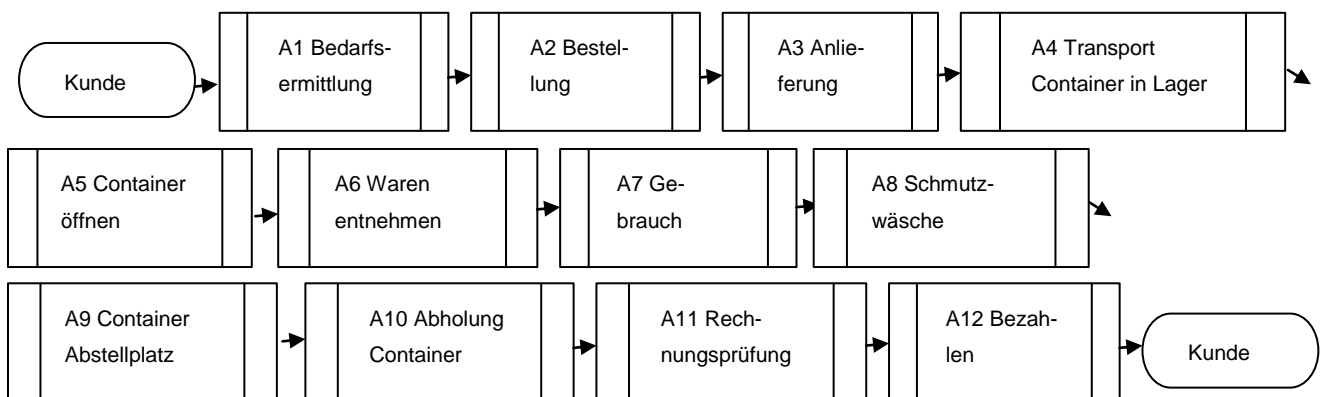 Kunde
A1 Bedarfs-
ermittlung
A2 Bestel-
lung
A3 Anlie-
ferung
A4 Transport
Container in Lager
A5 Container
öffnen
A6 Waren
entnehmen
A7 Ge-
brauch
A8 Schmutz-
wäsche
A9 Container
Abstellplatz
A10 Abholung
Container
A11 Rech-
nungsprüfung
A12 Bezah-
len
Kunde